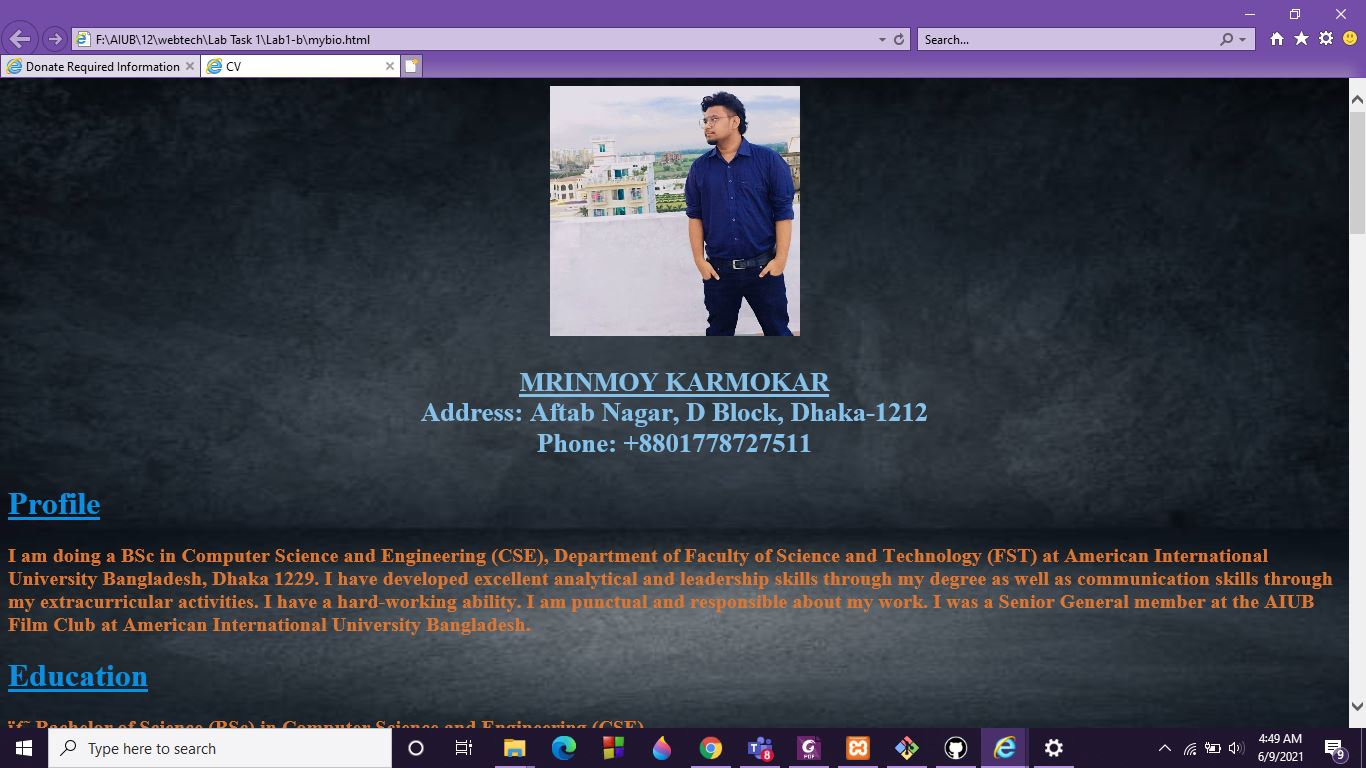 F:\AIUB\12\webtech\Lab Task 1\Lab1-b\mybio.html
Search...
Donate Required Information
CV
MRINMOY KARMOKAR
Address: Aftab Nagar, D Block, Dhaka-1212
Phone: +8801778727511
Profile
I am doing a BSc in Computer Science and Engineering (CSE), Department of Faculty of Science and Technology (FST) at American International
University Bangladesh, Dhaka 1229. I have developed excellent analytical and leadership skills through my degree as well as communication skills through
my extracurricular activities. I have a hard-working ability. I am punctual and responsible about my work. I was a Senior General member at the AIUB
Film Club at American International University Bangladesh.
Education
Bachelor of Science (BSc) in Computer Science and Engineering (CSE)
Type here to search
8
PDF
4:49 AM
6/9/2021
9